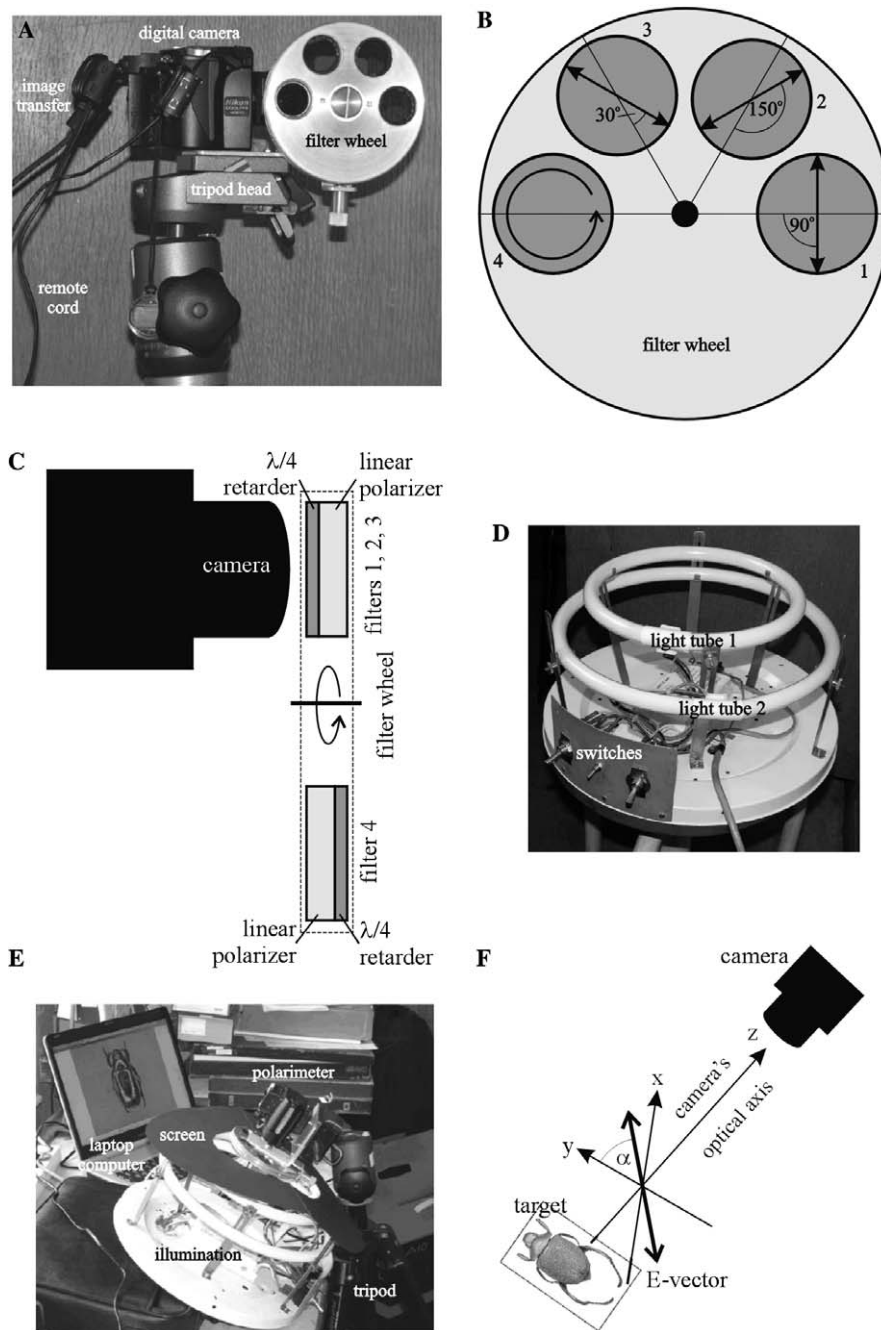 A
digital camera
image
transfer
Nikon
filter wheel
tripod head
remote
cord
B
3
2
30°
150°
90°
4
1
filter wheel
C
λ/4
retarder
linear
polarizer
camera
filters 1, 2, 3
filter wheel
filter 4
linear
polarizer
λ/4
retarder
D
light tube 1
light tube 2
switches
E
polarimeter
screen
laptop
computer
illumination
tripod
F
camera
z
x
camera's
optical axis
y
α
target
E-vector